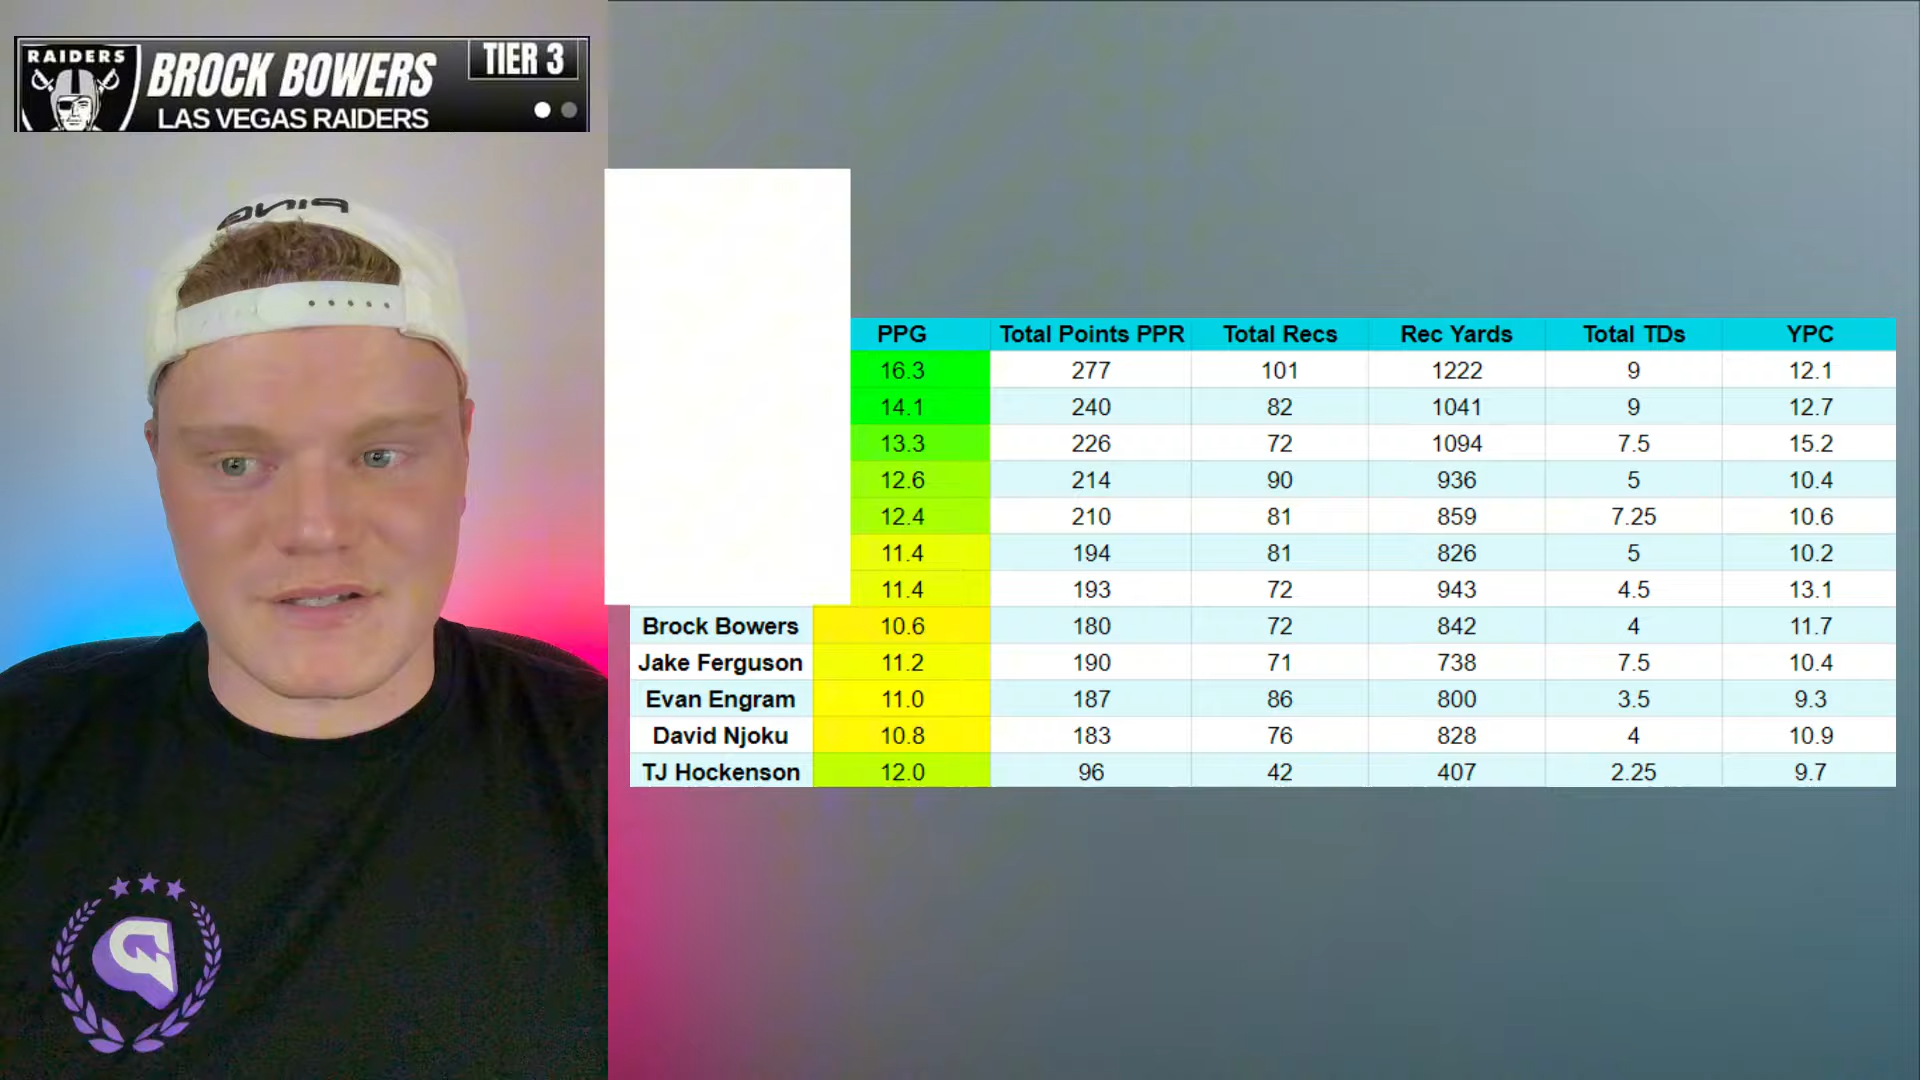 RAIDERS
BROCK BOWERS
TIER 3
LAS VEGAS RAIDERS
PING
PPG Total Points PPR Total Recs Rec Yards Total TDs YPC
16.3 277 101 1222 9 12.1
14.1 240 82 1041 9 12.7
13.3 226 72 1094 7.5 15.2
12.6 214 90 936 5 10.4
12.4 210 81 859 7.25 10.6
11.4 194 81 826 5 10.2
11.4 193 72 943 4.5 13.1
Brock Bowers 10.6 180 72 842 4 11.7
Jake Ferguson 11.2 190 71 738 7.5 10.4
Evan Engram 11.0 187 86 800 3.5 9.3
David Njoku 10.8 183 76 828 4 10.9
TJ Hockenson 12.0 96 42 407 2.25 9.7